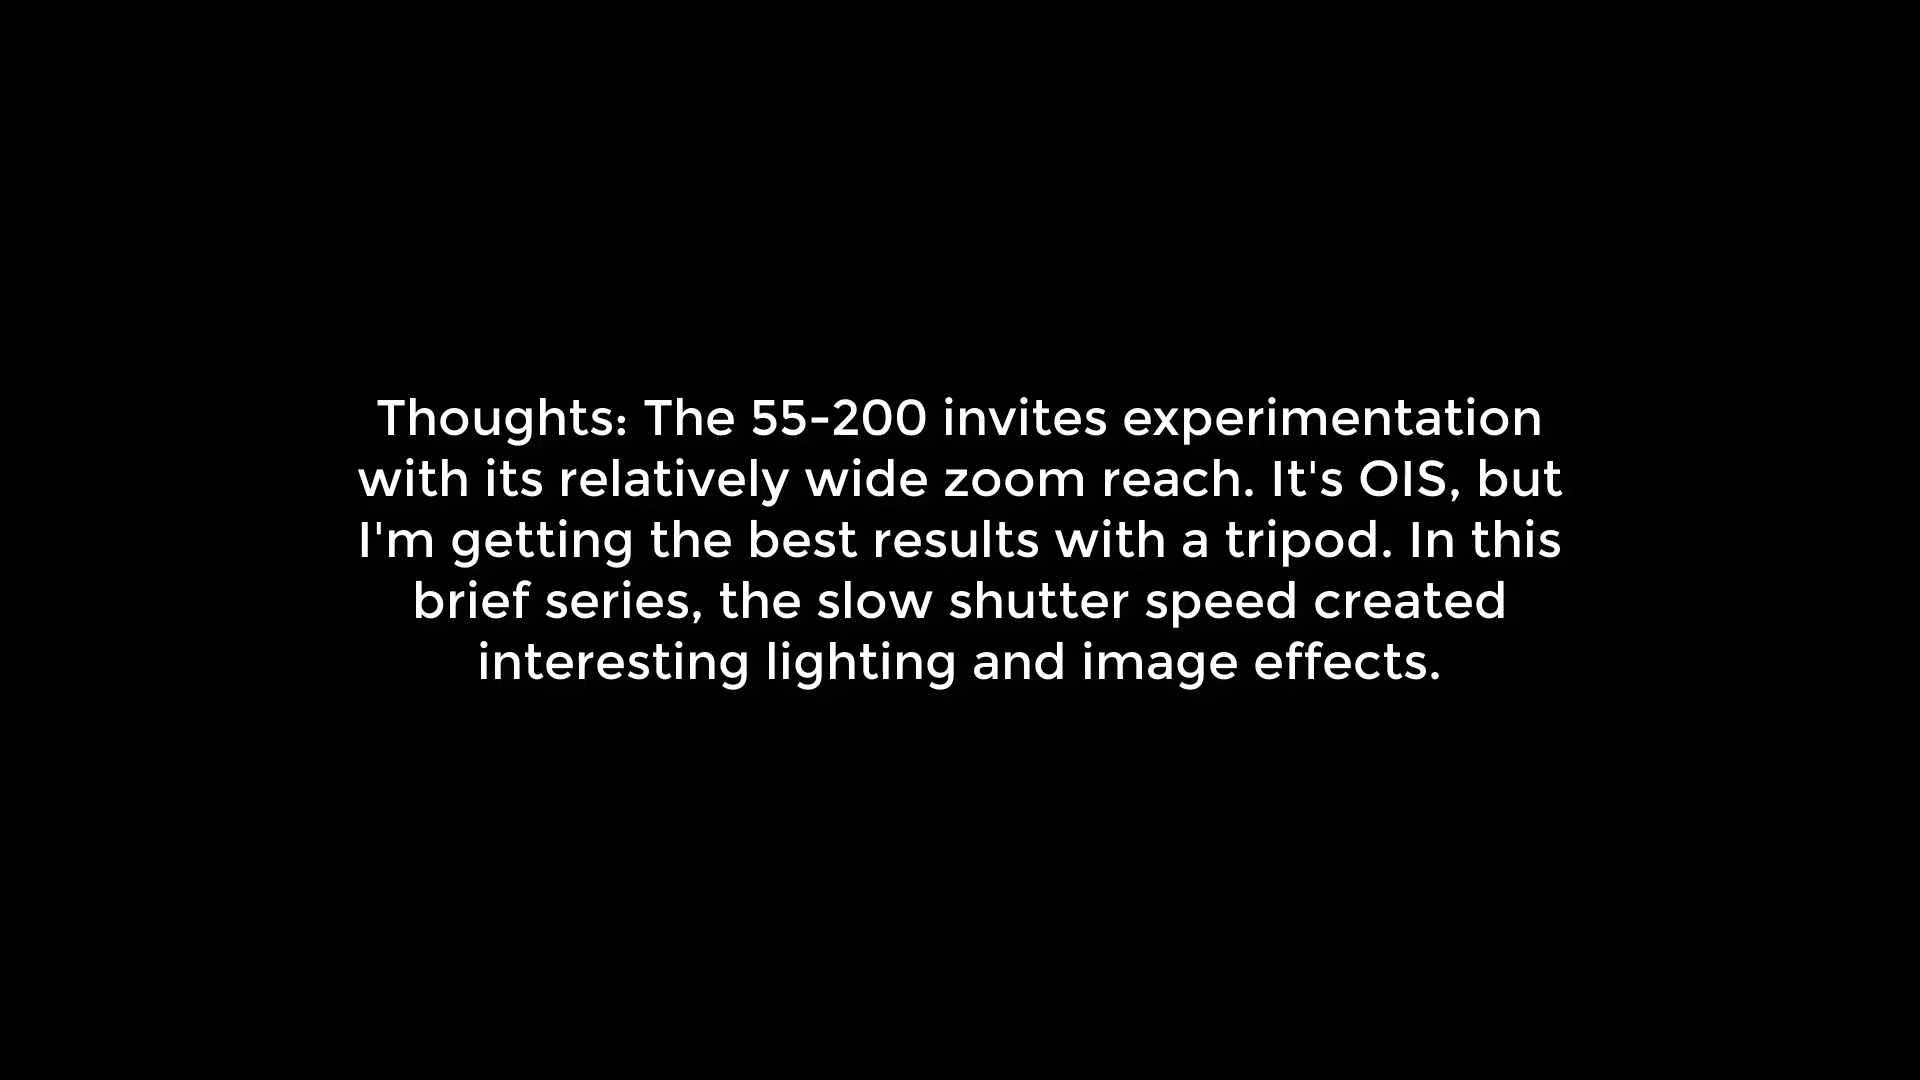 Thoughts: The 55-200 invites experimentation
with its relatively wide zoom reach. It's OIS, but
I'm getting the best results with a tripod. In this
brief series, the slow shutter speed created
interesting lighting and image effects.